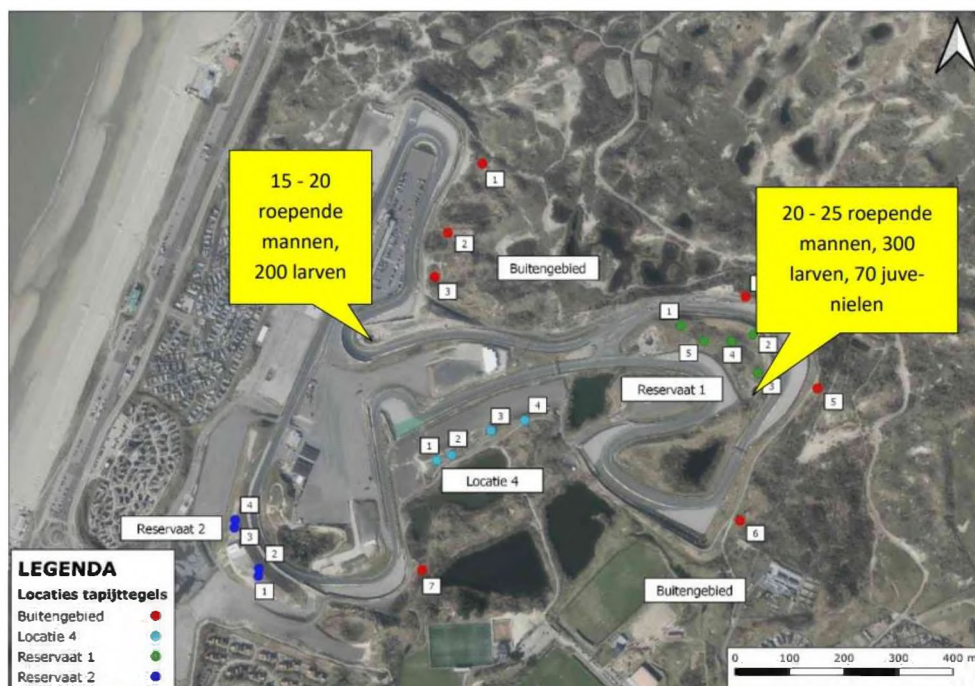 15 - 20
roepende
mannen,
200 larven
20 - 25 roepende
mannen, 300
larven, 70 juve-
nielen
1
2
3
Buitengebied
1
5
4
2
3
Reservaat 1
5
1
2
3
4
Locatie 4
4
3
Reservaat 2
2
1
7
6
Buitengebied
LEGENDA
Locaties tapijttegels
Buitengebied
Locatie 4
Reservaat 1
Reservaat 2
0 100 200 300 400 m